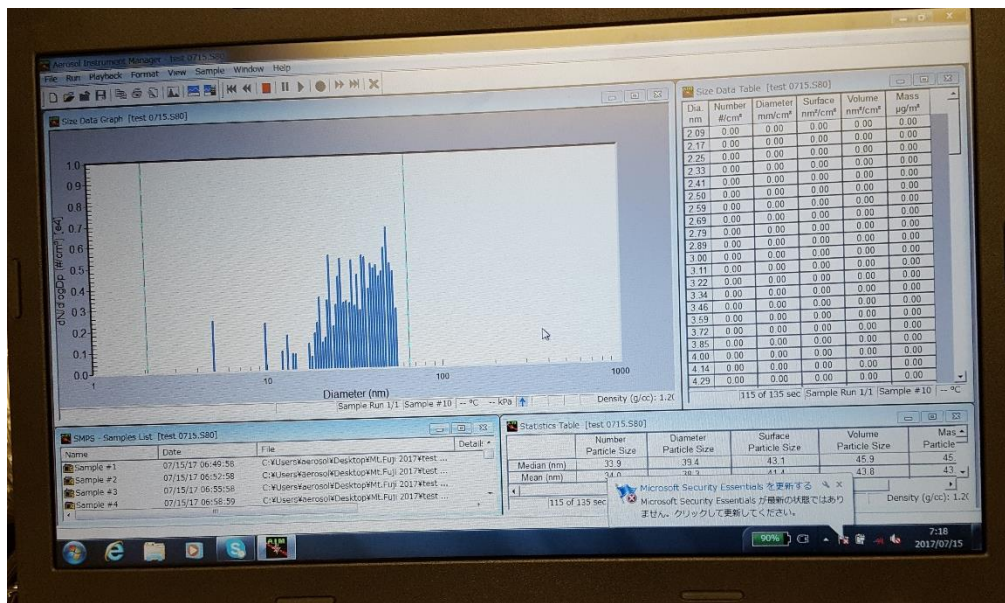 Aerosol Instrument Manager - test 0715.S80
File Run Playback Format View Sample Window Help
Size Data Graph [test 0715.S80]
dN/dlogDp (#/cm³) [e4]
1.0
0.9
0.8
0.7
0.6
0.5
0.4
0.3
0.2
0.1
0.0
1 10 100 1000
Diameter (nm)
Sample Run 1/1 Sample #10 -- °C -- kPa Density (g/cc): 1.2
Size Data Table [test 0715.S80]
Dia. Number Diameter Surface Volume Mass
nm #/cm³ mm/cm³ nm²/cm³ nm³/cm³ µg/m³
2.09 0.00 0.00 0.00 0.00 0.00
2.17 0.00 0.00 0.00 0.00 0.00
2.25 0.00 0.00 0.00 0.00 0.00
2.33 0.00 0.00 0.00 0.00 0.00
2.41 0.00 0.00 0.00 0.00 0.00
2.50 0.00 0.00 0.00 0.00 0.00
2.59 0.00 0.00 0.00 0.00 0.00
2.69 0.00 0.00 0.00 0.00 0.00
2.79 0.00 0.00 0.00 0.00 0.00
2.89 0.00 0.00 0.00 0.00 0.00
3.00 0.00 0.00 0.00 0.00 0.00
3.11 0.00 0.00 0.00 0.00 0.00
3.22 0.00 0.00 0.00 0.00 0.00
3.34 0.00 0.00 0.00 0.00 0.00
3.46 0.00 0.00 0.00 0.00 0.00
3.59 0.00 0.00 0.00 0.00 0.00
3.72 0.00 0.00 0.00 0.00 0.00
3.85 0.00 0.00 0.00 0.00 0.00
4.00 0.00 0.00 0.00 0.00 0.00
4.14 0.00 0.00 0.00 0.00 0.00
4.29 0.00 0.00 0.00 0.00 0.00
115 of 135 sec Sample Run 1/1 Sample #10 -- °C
SMPS - Samples List [test 0715.S80]
Name Date File Detail:
Sample #1 07/15/17 06:49:58 C:¥Users¥aerosol¥Desktop¥Mt.Fuji 2017¥test ...
Sample #2 07/15/17 06:52:58 C:¥Users¥aerosol¥Desktop¥Mt.Fuji 2017¥test ...
Sample #3 07/15/17 06:55:58 C:¥Users¥aerosol¥Desktop¥Mt.Fuji 2017¥test ...
Sample #4 07/15/17 06:58:59 C:¥Users¥aerosol¥Desktop¥Mt.Fuji 2017¥test ...
Statistics Table [test 0715.S80]
Number Diameter Surface Volume Mas
Particle Size Particle Size Particle Size Particle Size Particle
Median (nm) 33.9 39.4 43.1 45.9 45.
Mean (nm) 34.0 38.3 41.4 43.8 43.
115 of 135 sec
Density (g/cc): 1.2
Microsoft Security Essentials を更新する
Microsoft Security Essentials が最新の状態ではあり
ません。クリックして更新してください。
AIM
90%
7:18
2017/07/15